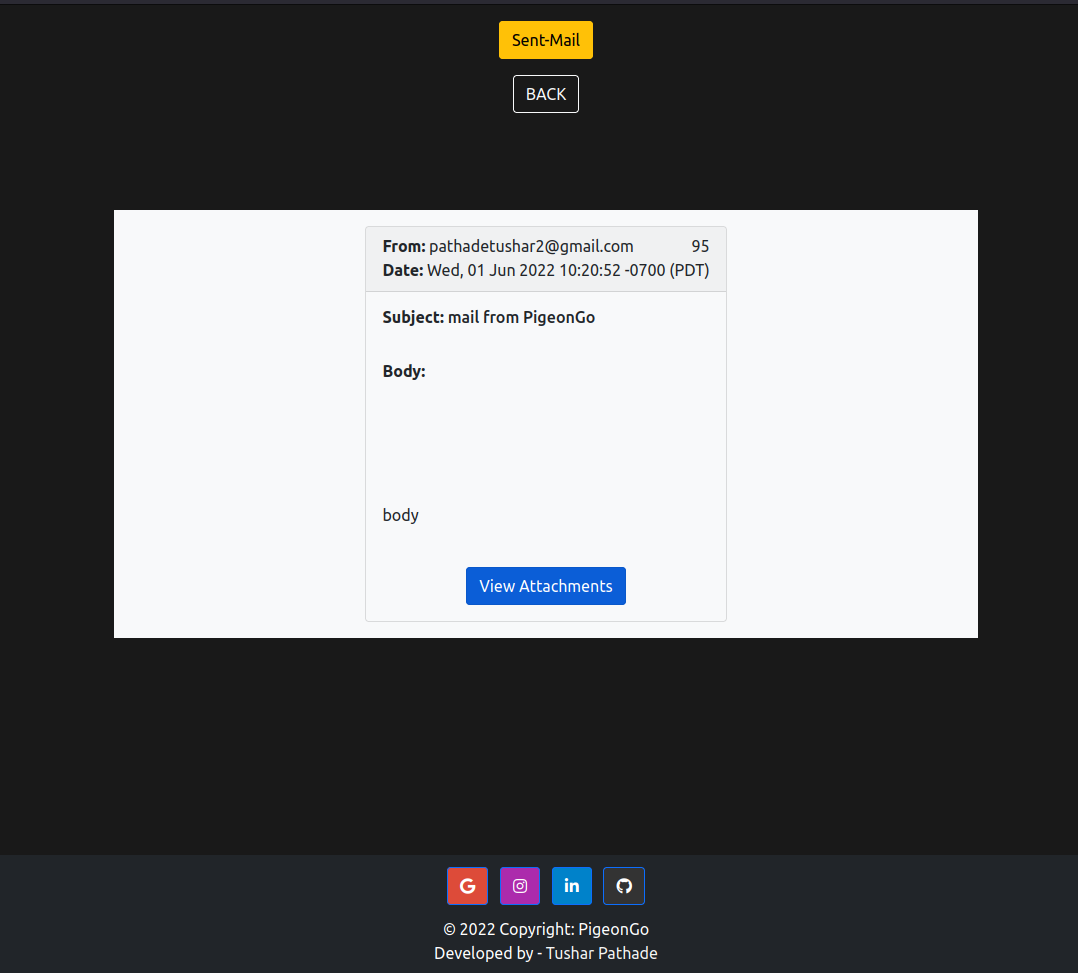 Sent-Mail
BACK
From: pathadetushar2@gmail.com 95
Date: Wed, 01 Jun 2022 10:20:52 -0700 (PDT)
Subject: mail from PigeonGo
Body:
body
View Attachments
© 2022 Copyright: PigeonGo
Developed by - Tushar Pathade